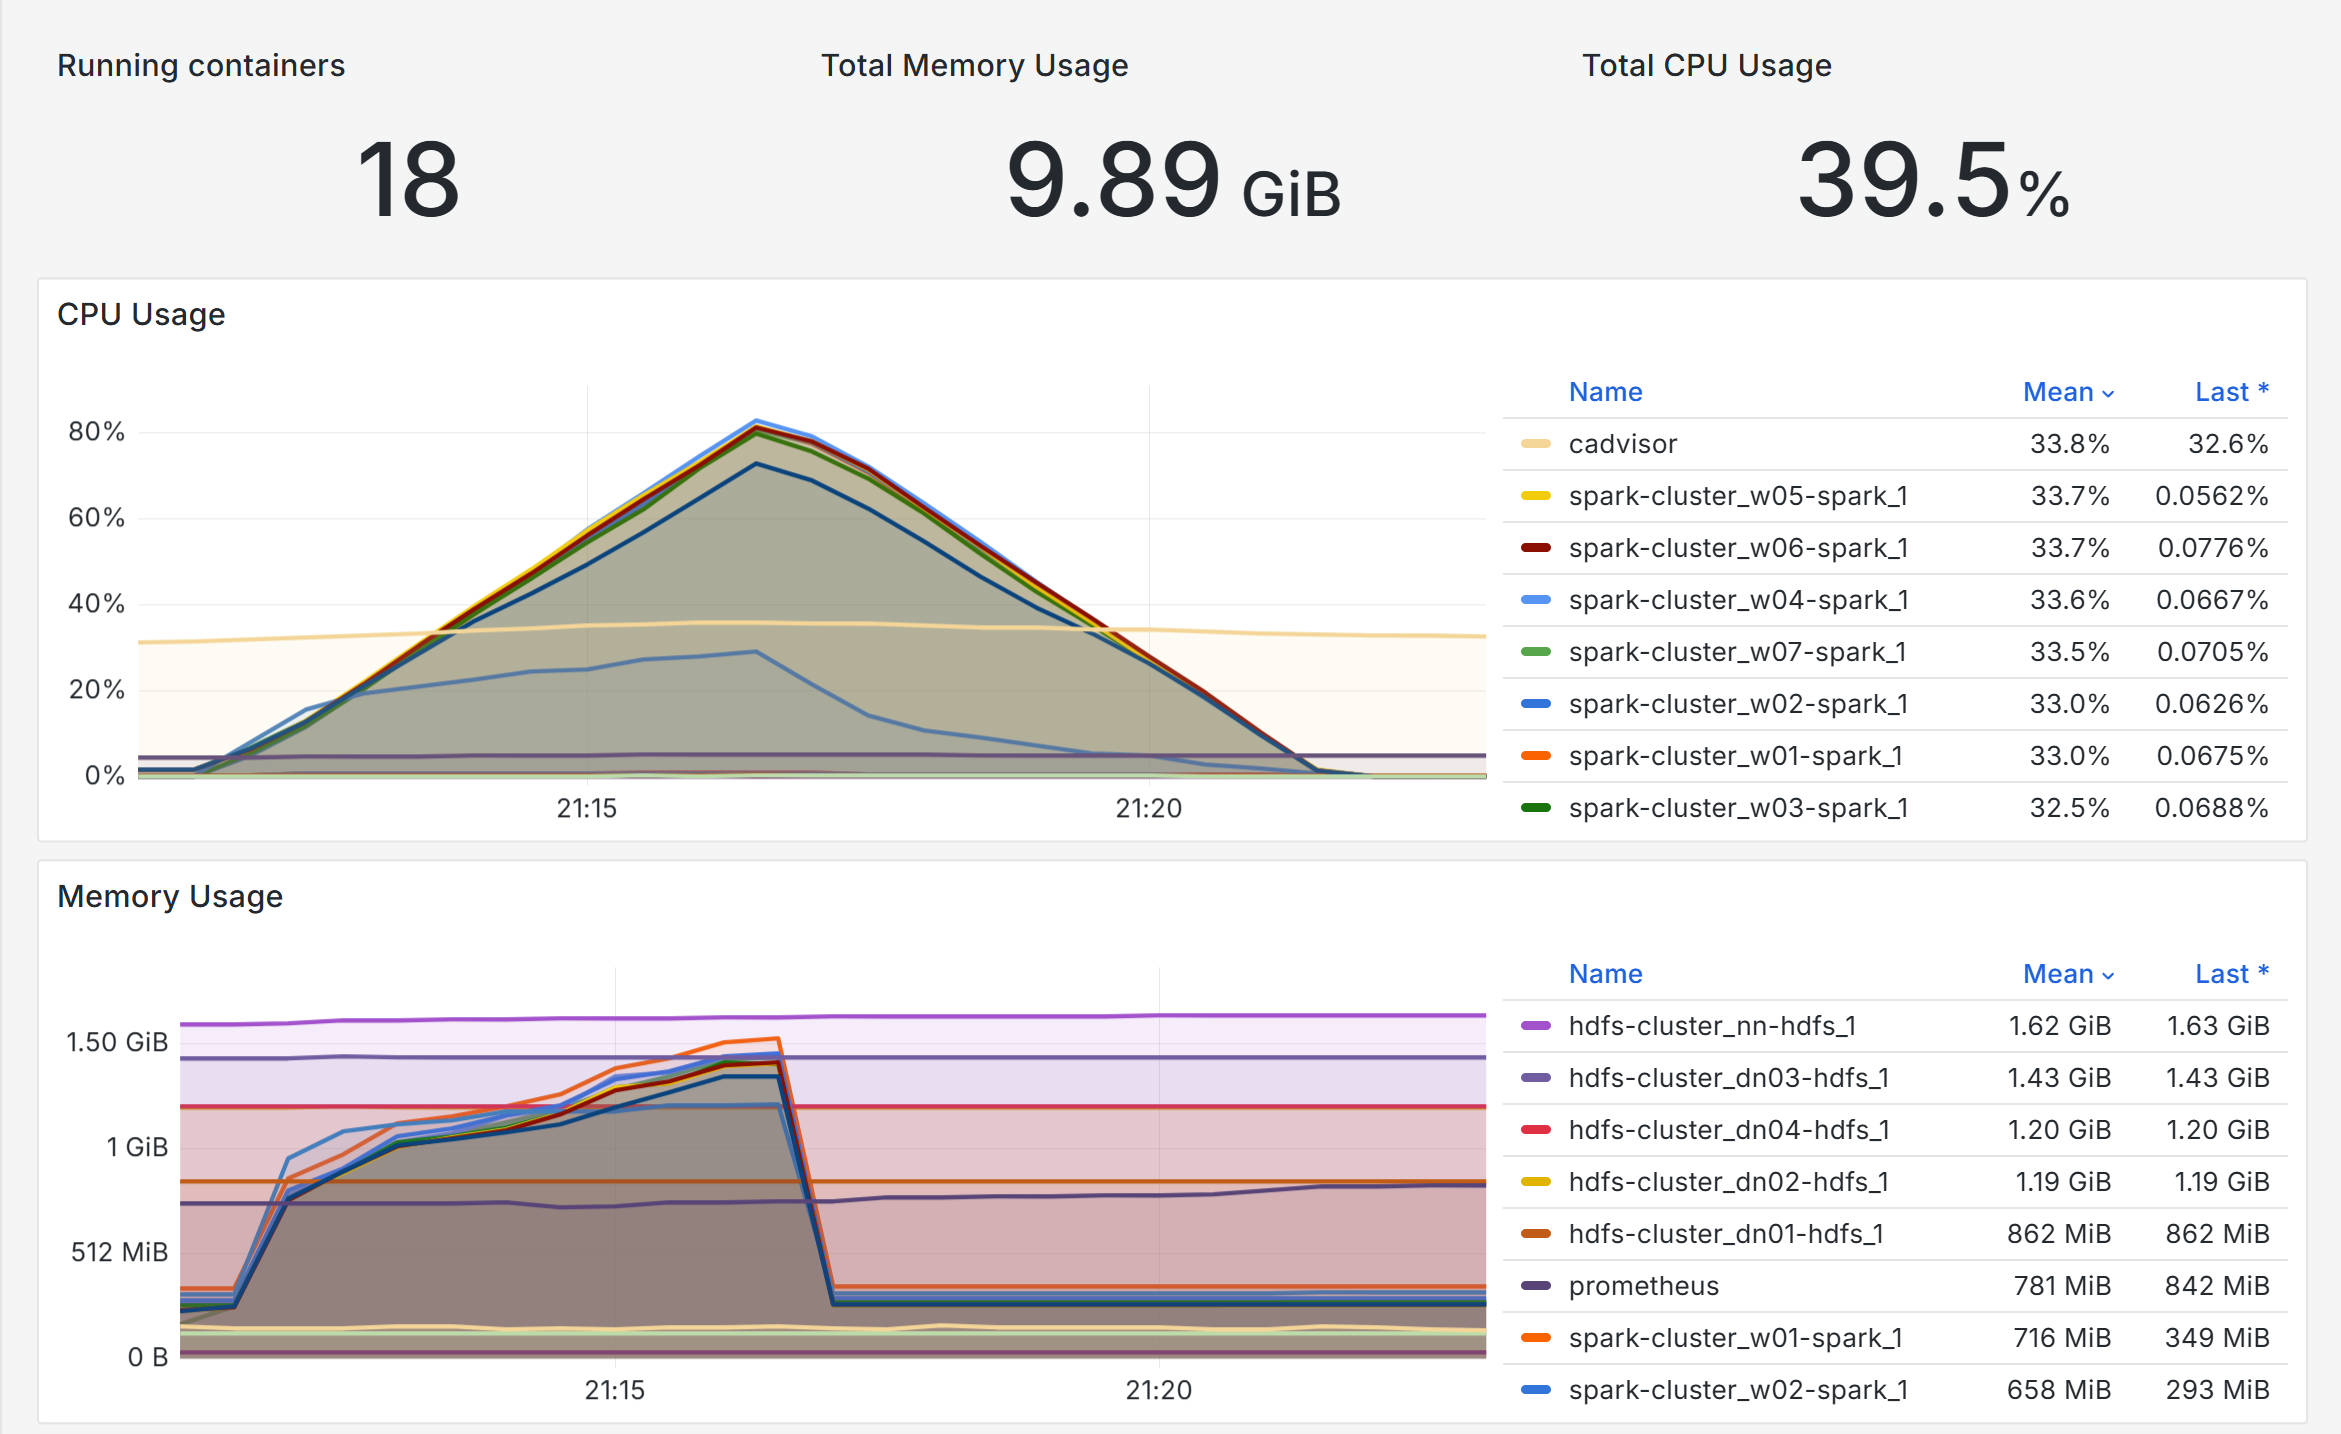 Running containers
Total Memory Usage
Total CPU Usage
18
9.89 GiB
39.5%
CPU Usage
80%
60%
40%
20%
0%
21:15
21:20
Name Mean Last *
cadvisor 33.8% 32.6%
spark-cluster_w05-spark_1 33.7% 0.0562%
spark-cluster_w06-spark_1 33.7% 0.0776%
spark-cluster_w04-spark_1 33.6% 0.0667%
spark-cluster_w07-spark_1 33.5% 0.0705%
spark-cluster_w02-spark_1 33.0% 0.0626%
spark-cluster_w01-spark_1 33.0% 0.0675%
spark-cluster_w03-spark_1 32.5% 0.0688%
Memory Usage
1.50 GiB
1 GiB
512 MiB
0 B
21:15
21:20
Name Mean Last *
hdfs-cluster_nn-hdfs_1 1.62 GiB 1.63 GiB
hdfs-cluster_dn03-hdfs_1 1.43 GiB 1.43 GiB
hdfs-cluster_dn04-hdfs_1 1.20 GiB 1.20 GiB
hdfs-cluster_dn02-hdfs_1 1.19 GiB 1.19 GiB
hdfs-cluster_dn01-hdfs_1 862 MiB 862 MiB
prometheus 781 MiB 842 MiB
spark-cluster_w01-spark_1 716 MiB 349 MiB
spark-cluster_w02-spark_1 658 MiB 293 MiB